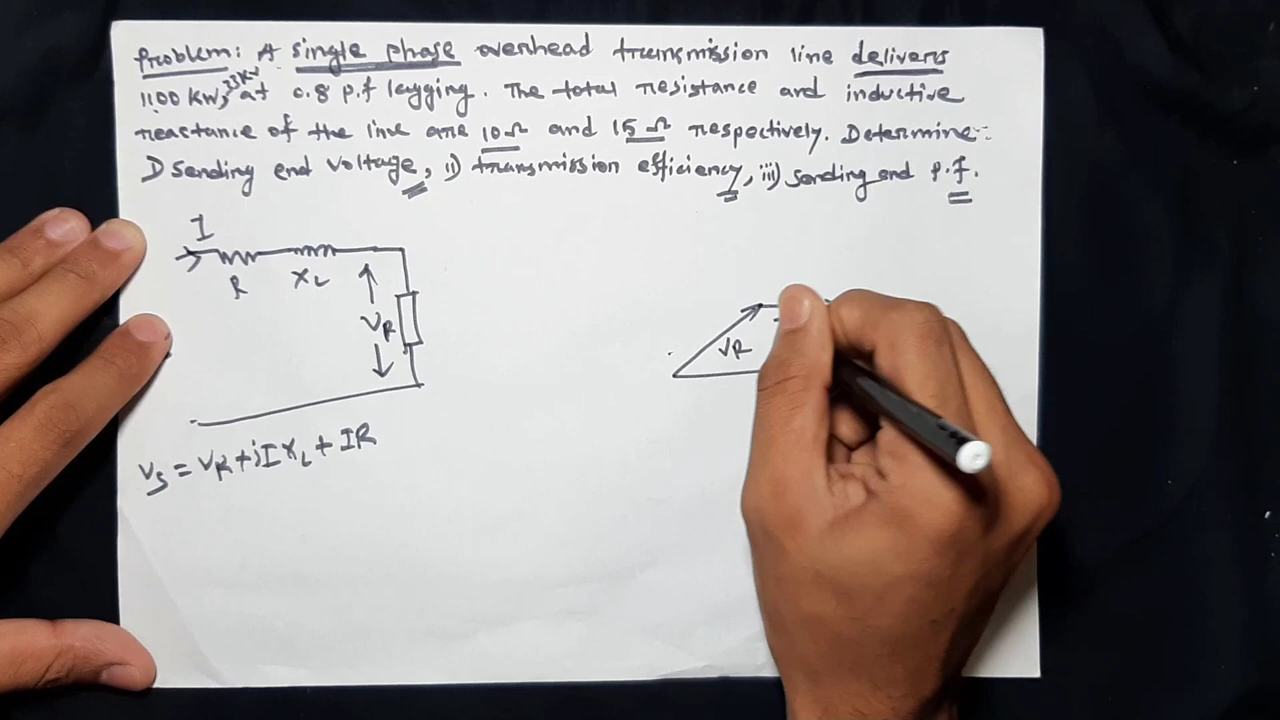 Problem: A single phase overhead transmission line delivers
1100 KW, 33KV at 0.8 p.f lagging. The total resistance and inductive
reactance of the line are 10Ω and 15Ω respectively. Determine:
I) Sending end voltage, ii) transmission efficiency, iii) sending end p.f.
I
R XL
VR
VR
VS = VR + jIXL + IR